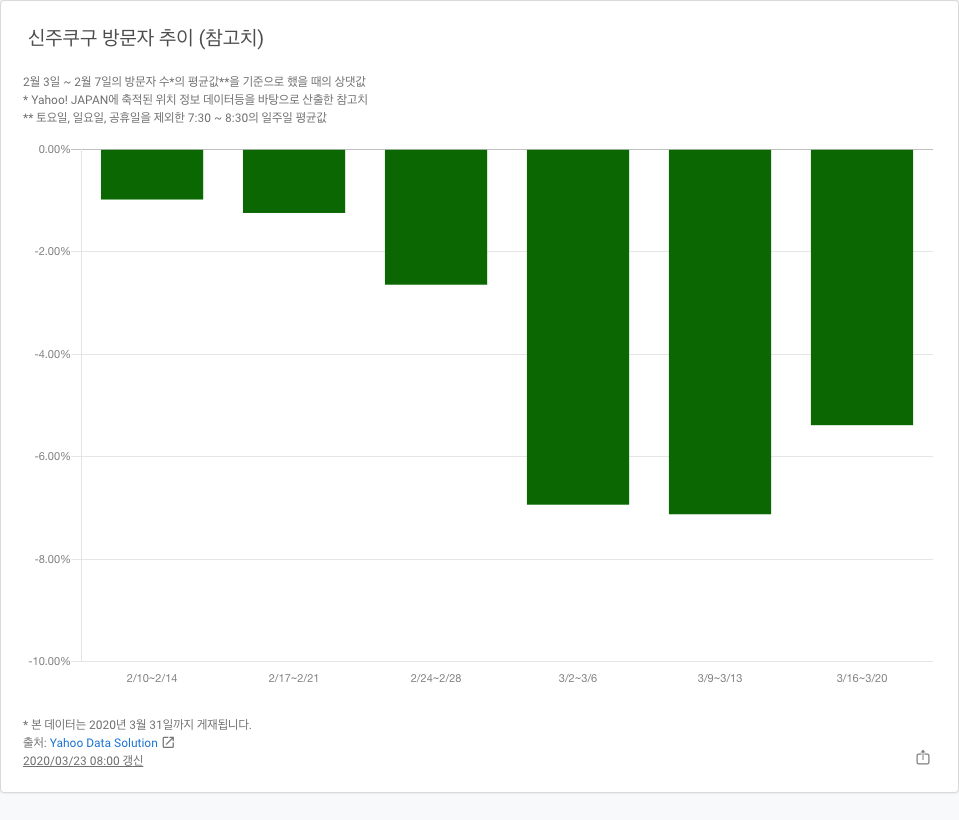 신주쿠구 방문자 추이 (참고치)
2월 3일 ~ 2월 7일의 방문자 수*의 평균값**을 기준으로 했을 때의 상댓값
* Yahoo! JAPAN에 축적된 위치 정보 데이터등을 바탕으로 산출한 참고치
** 토요일, 일요일, 공휴일을 제외한 7:30 ~ 8:30의 일주일 평균값
0.00%
-2.00%
-4.00%
-6.00%
-8.00%
-10.00%
2/10~2/14 2/17~2/21 2/24~2/28 3/2~3/6 3/9~3/13 3/16~3/20
* 본 데이터는 2020년 3월 31일까지 게재됩니다.
출처: Yahoo Data Solution
2020/03/23 08:00 갱신